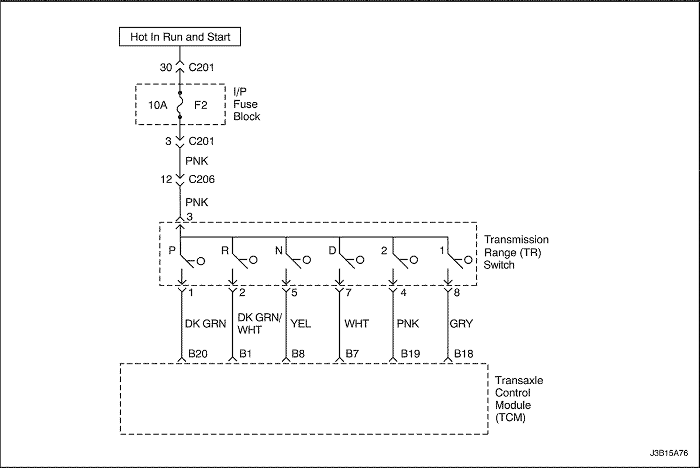 Hot In Run and Start
30 C201
10A F2
I/P
Fuse
Block
3 C201
PNK
12 C206
PNK
3
P R N D 2 1
Transmission
Range (TR)
Switch
1 2 5 7 4 8
DK GRN
DK GRN/
WHT
YEL
WHT
PNK
GRY
B20 B1 B8 B7 B19 B18
Transaxle
Control
Module
(TCM)
J3B15A76